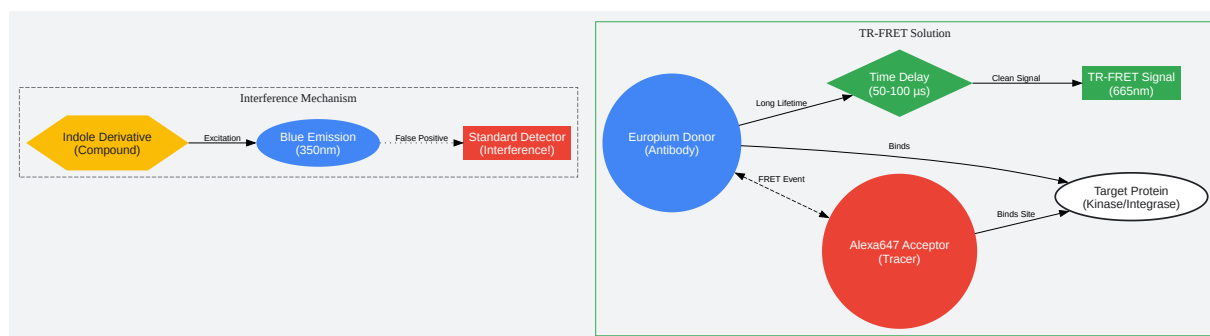 Interference Mechanism
Indole Derivative
(Compound)
Excitation
Blue Emission
(350nm)
False Positive
Standard Detector
(Interference!)
TR-FRET Solution
Europium Donor
(Antibody)
Long Lifetime
Time Delay
(50-100 µs)
Clean Signal
TR-FRET Signal
(665nm)
Binds
FRET Event
Alexa647 Acceptor
(Tracer)
Binds Site
Target Protein
(Kinase/Integrase)